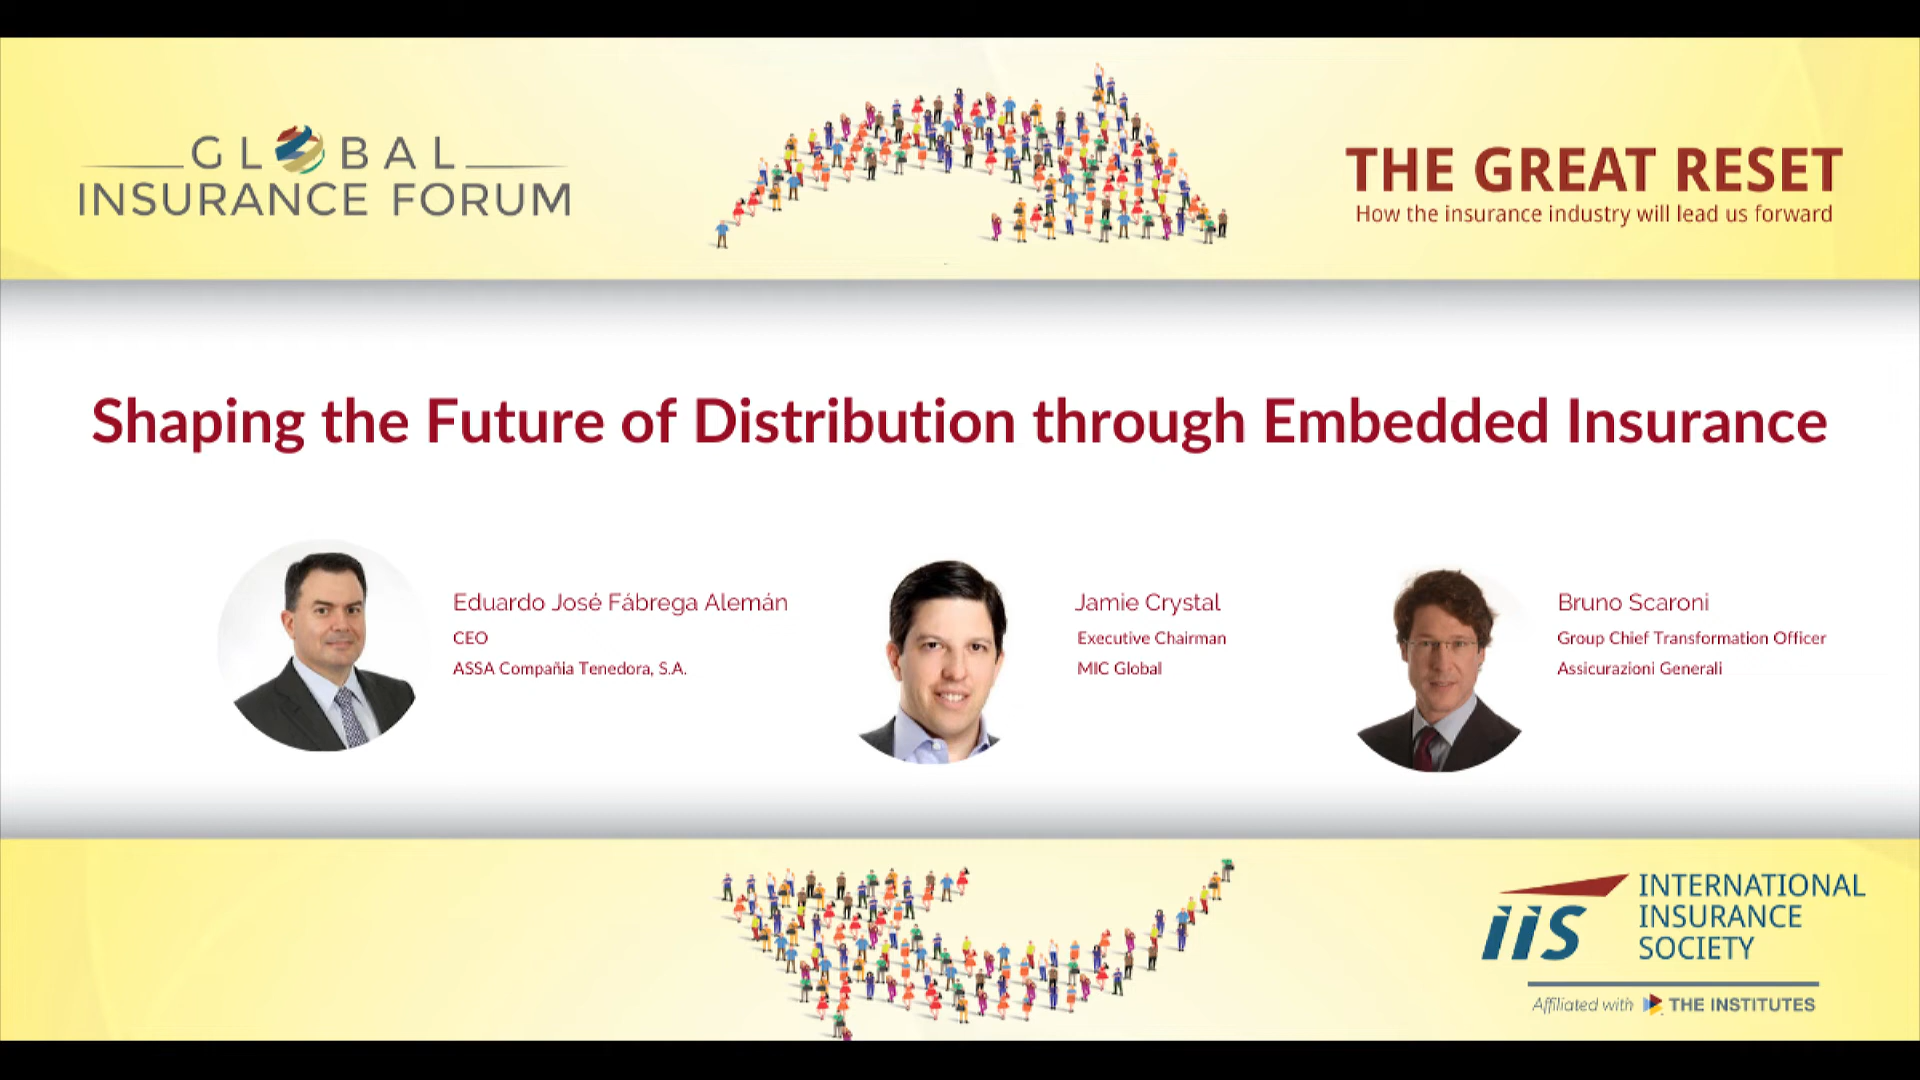 GLOBAL
INSURANCE FORUM
THE GREAT RESET
How the insurance industry will lead us forward
Shaping the Future of Distribution through Embedded Insurance
Eduardo José Fábrega Alemán
CEO
ASSA Compañia Tenedora, S.A.
Jamie Crystal
Executive Chairman
MIC Global
Bruno Scaroni
Group Chief Transformation Officer
Assicurazioni Generali
iis
INTERNATIONAL
INSURANCE
SOCIETY
Affiliated with THE INSTITUTES